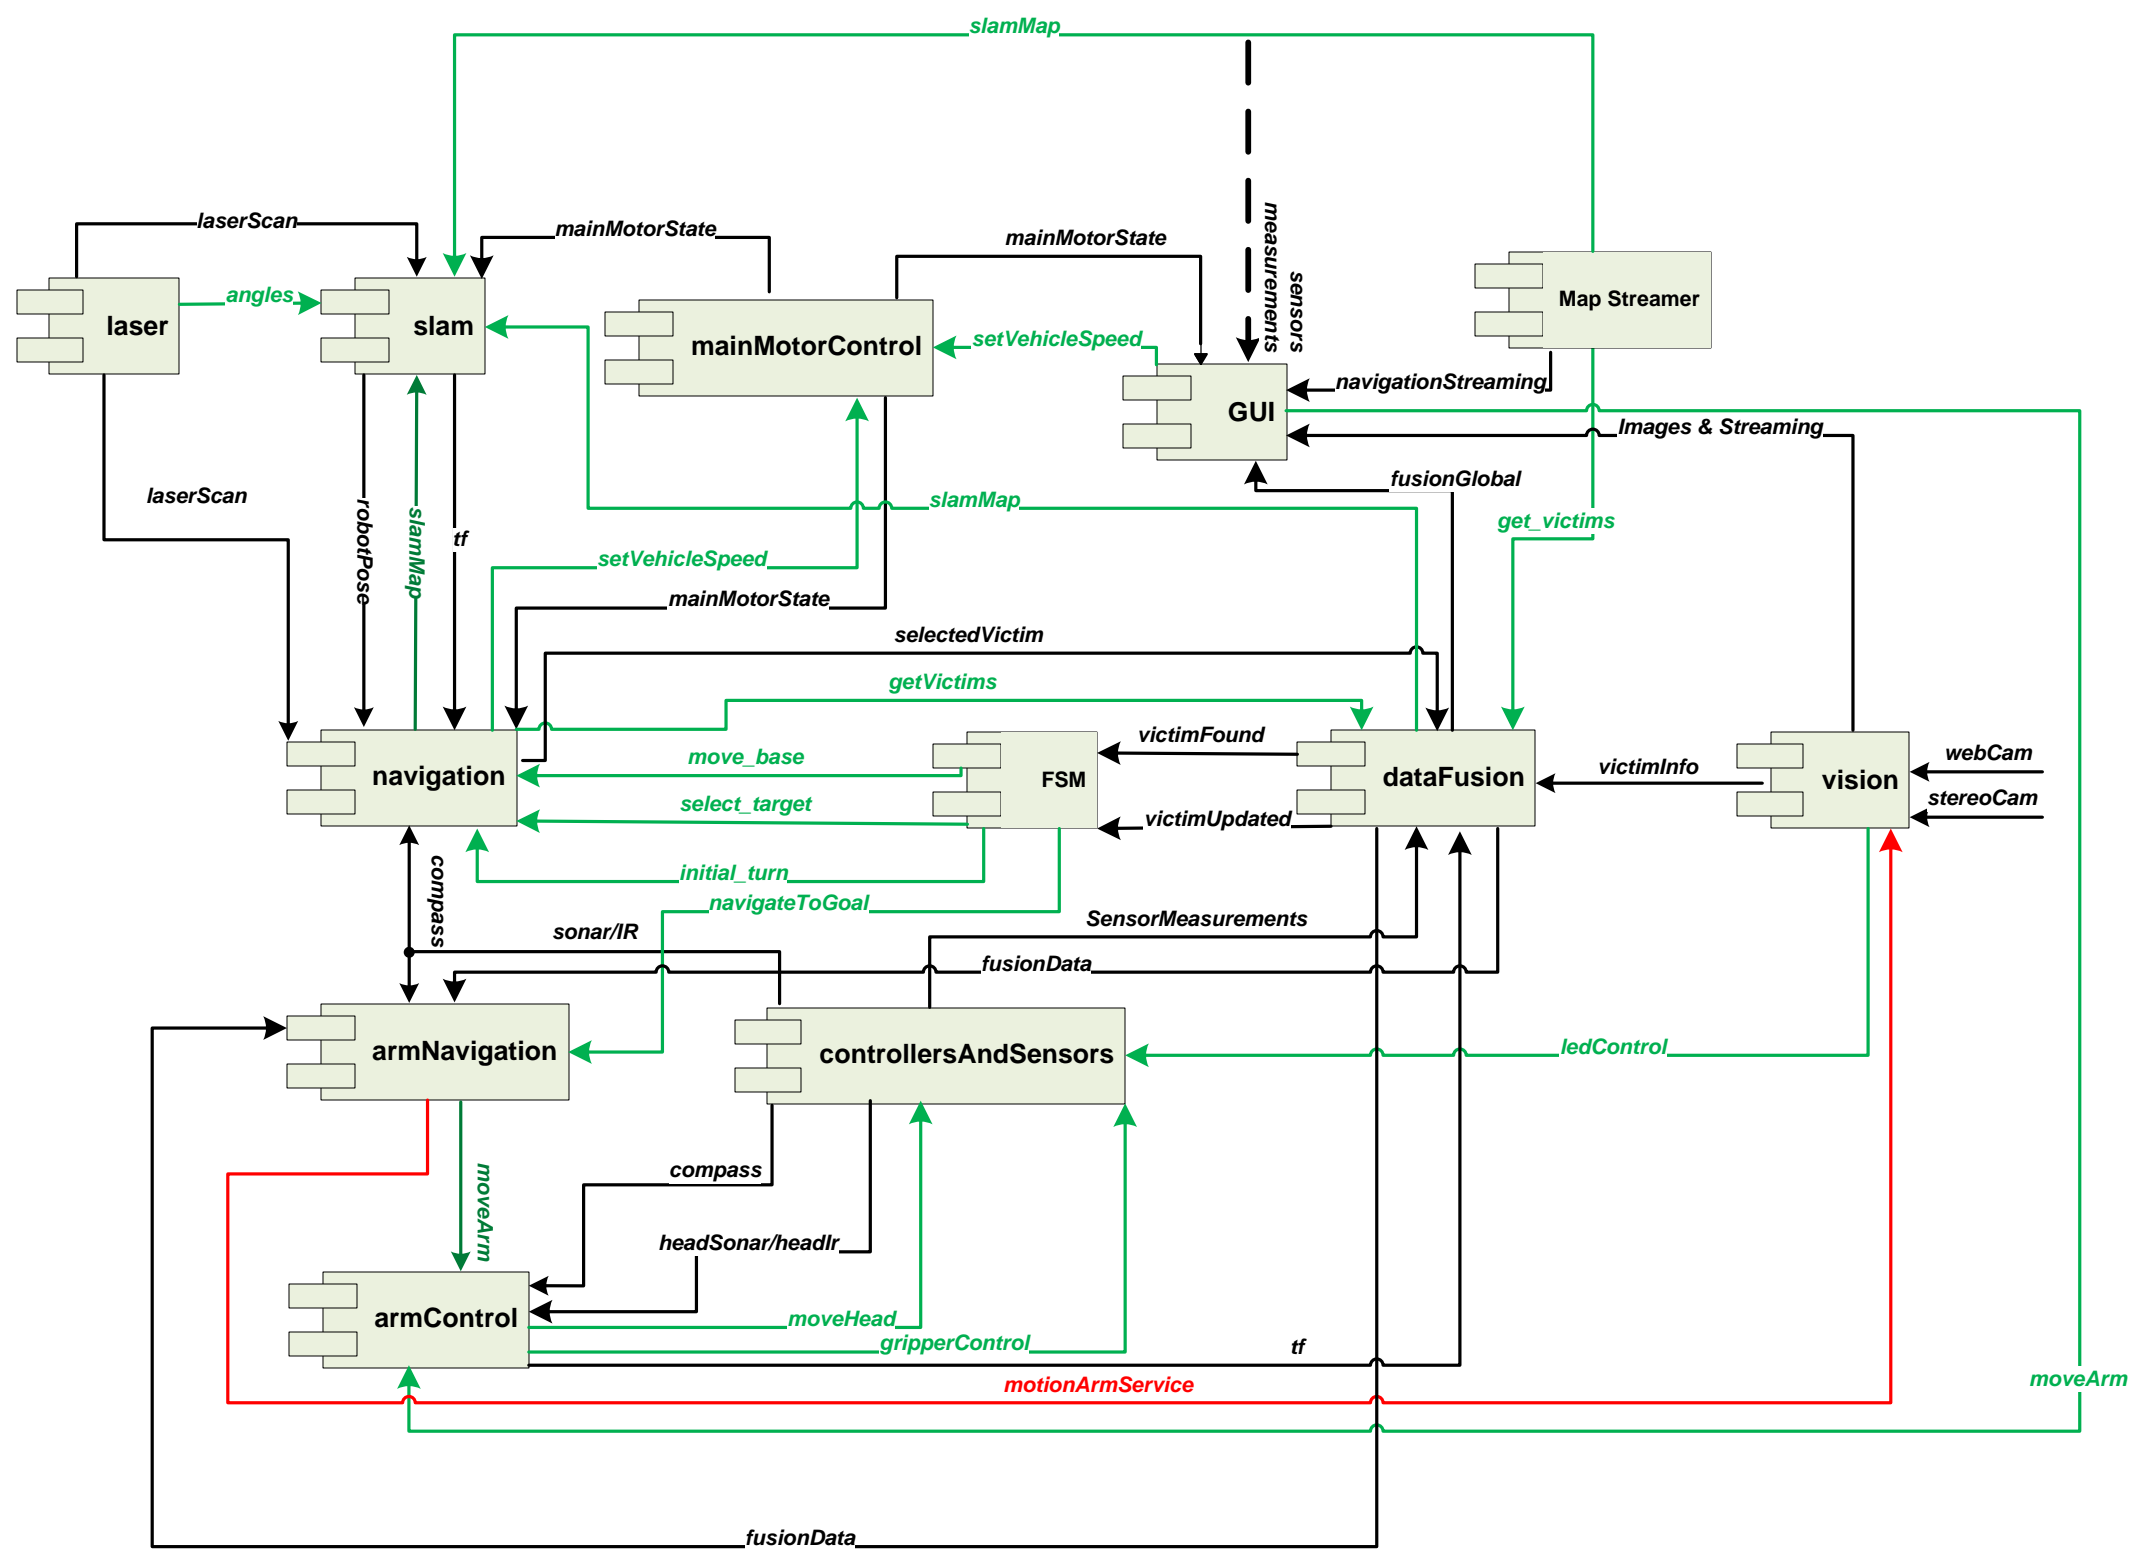 slamMap
laserScan
mainMotorState
mainMotorState
sensors
measurements
angles
laser
slam
mainMotorControl
setVehicleSpeed
Map Streamer
navigationStreaming
GUI
Images & Streaming
laserScan
robotPose
slamMap
tf
slamMap
fusionGlobal
get_victims
setVehicleSpeed
mainMotorState
selectedVictim
getVictims
victimFound
move_base
navigation
FSM
dataFusion
victimInfo
vision
webCam
stereoCam
select_target
victimUpdated
initial_turn
navigateToGoal
compass
sonar/IR
SensorMeasurements
fusionData
armNavigation
controllersAndSensors
ledControl
moveArm
compass
headSonar/headIr
armControl
moveHead
gripperControl
tf
motionArmService
moveArm
fusionData